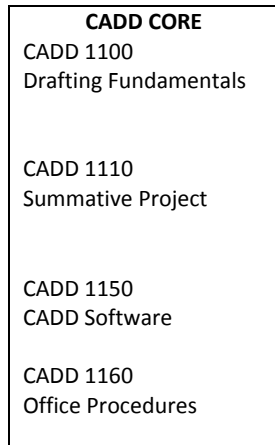 CADD CORE
CADD 1100
Drafting Fundamentals
CADD 1110
Summative Project
CADD 1150
CADD Software
CADD 1160
Office Procedures